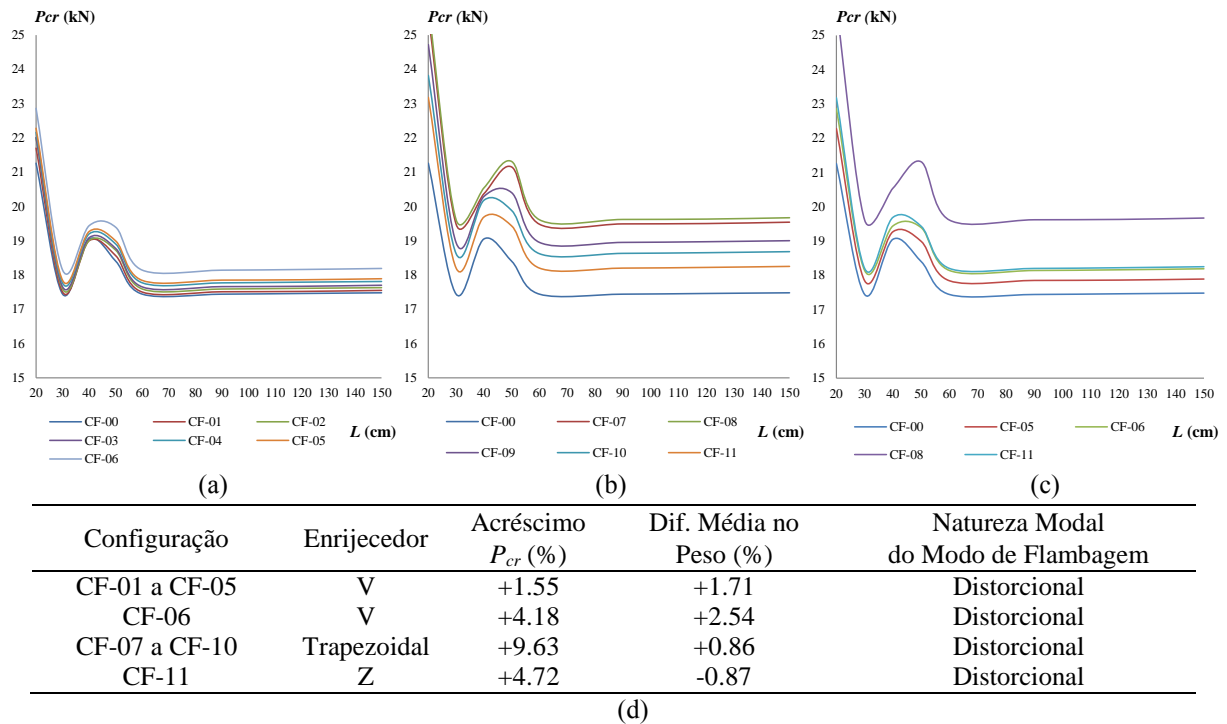 Pcr (kN) Pcr (kN) Pcr (kN)
25 25 25
24 24 24
23 23 23
22 22 22
21 21 21
20 20 20
19 19 19
18 18 18
17 17 17
16 16 16
15 15 15
20 30 40 50 60 70 80 90 100 110 120 130 140 150 20 30 40 50 60 70 80 90 100 110 120 130 140 150 20 30 40 50 60 70 80 90 100 110 120 130 140 150
CF-00 CF-01 CF-02 CF-00 CF-07 CF-08 CF-00 CF-05 CF-06
CF-03 CF-04 CF-05 L (cm) L (cm) L (cm)
CF-06 CF-09 CF-10 CF-11 CF-08 CF-11
(a) (b) (c)
Configuração Enrijecedor Acréscimo Dif. Média no Natureza Modal
Pcr (%) Peso (%) do Modo de Flambagem
CF-01 a CF-05 V +1.55 +1.71 Distorcional
CF-06 V +4.18 +2.54 Distorcional
CF-07 a CF-10 Trapezoidal +9.63 +0.86 Distorcional
CF-11 Z +4.72 -0.87 Distorcional
(d)